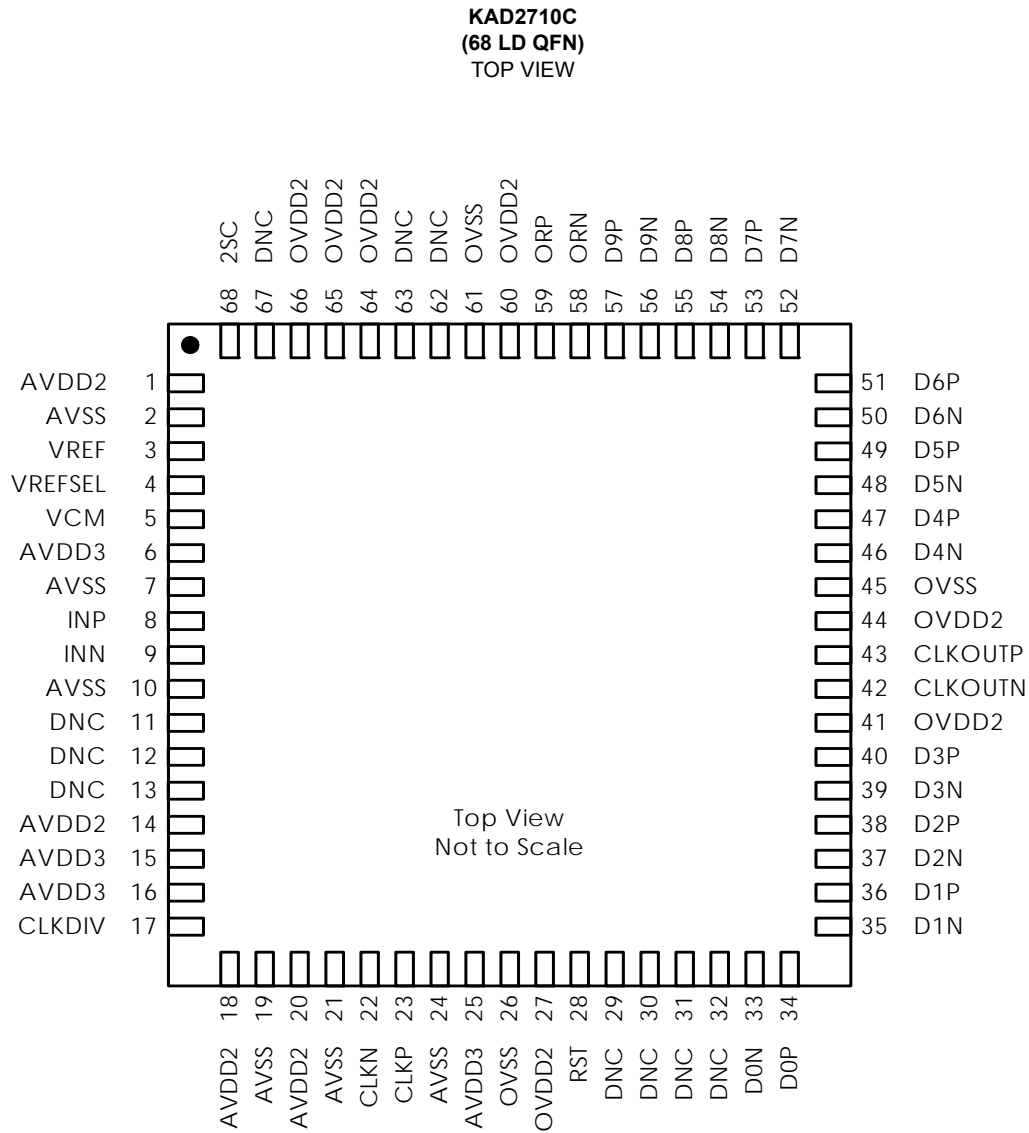 KAD2710C
(68 LD QFN)
TOP VIEW
68 2SC
67 DNC
66 OVDD2
65 OVDD2
64 OVDD2
63 DNC
62 DNC
61 OVSS
60 OVDD2
59 ORP
58 ORN
57 D9P
56 D9N
55 D8P
54 D8N
53 D7P
52 D7N
AVDD2 1
AVSS 2
VREF 3
VREFSEL 4
VCM 5
AVDD3 6
AVSS 7
INP 8
INN 9
AVSS 10
DNC 11
DNC 12
DNC 13
AVDD2 14
AVDD3 15
AVDD3 16
CLKDIV 17
51 D6P
50 D6N
49 D5P
48 D5N
47 D4P
46 D4N
45 OVSS
44 OVDD2
43 CLKOUTP
42 CLKOUTN
41 OVDD2
40 D3P
39 D3N
38 D2P
37 D2N
36 D1P
35 D1N
Top View
Not to Scale
AVDD2 18
AVSS 19
AVDD2 20
AVSS 21
CLKN 22
CLKP 23
AVSS 24
AVDD3 25
OVSS 26
OVDD2 27
RST 28
DNC 29
DNC 30
DNC 31
DNC 32
D0N 33
D0P 34